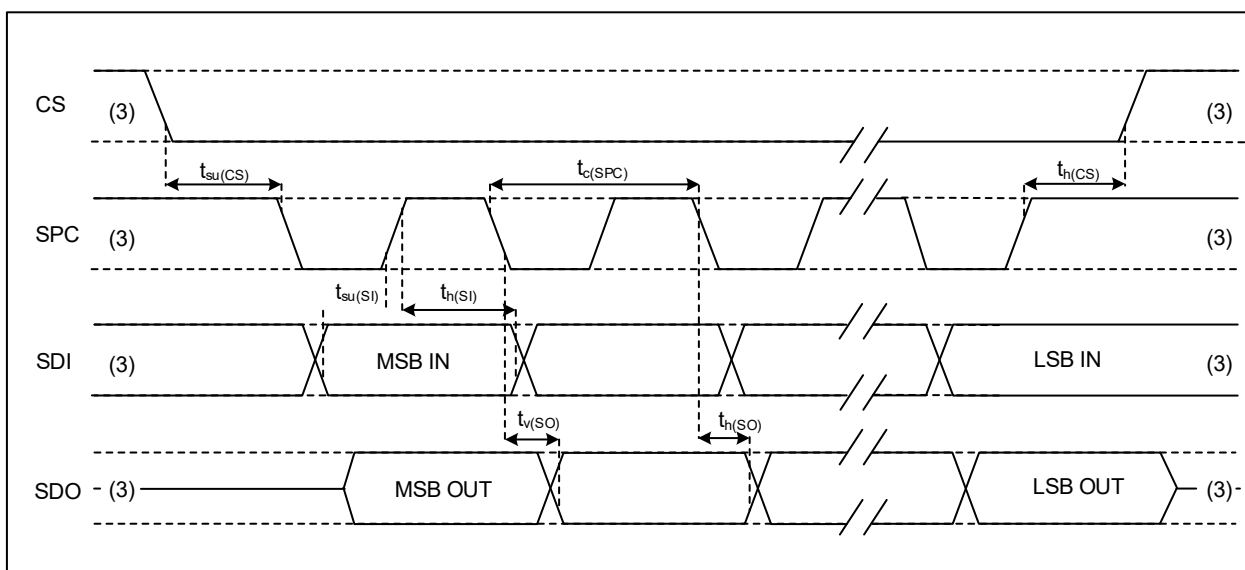 CS
(3)
(3)
tsu(CS)
tc(SPC)
th(CS)
SPC
(3)
(3)
tsu(SI)
th(SI)
SDI
(3)
MSB IN
LSB IN
(3)
tv(SO)
th(SO)
SDO
(3)
MSB OUT
LSB OUT
(3)